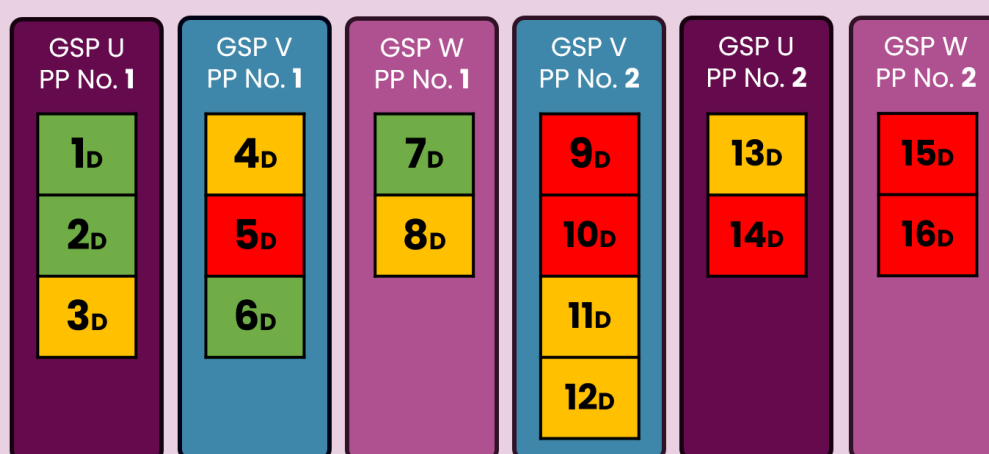 GSP U
PP No. 1
1D
2D
3D
GSP V
PP No. 1
4D
5D
6D
GSP W
PP No. 1
7D
8D
GSP V
PP No. 2
9D
10D
11D
12D
GSP U
PP No. 2
13D
14D
GSP W
PP No. 2
15D
16D